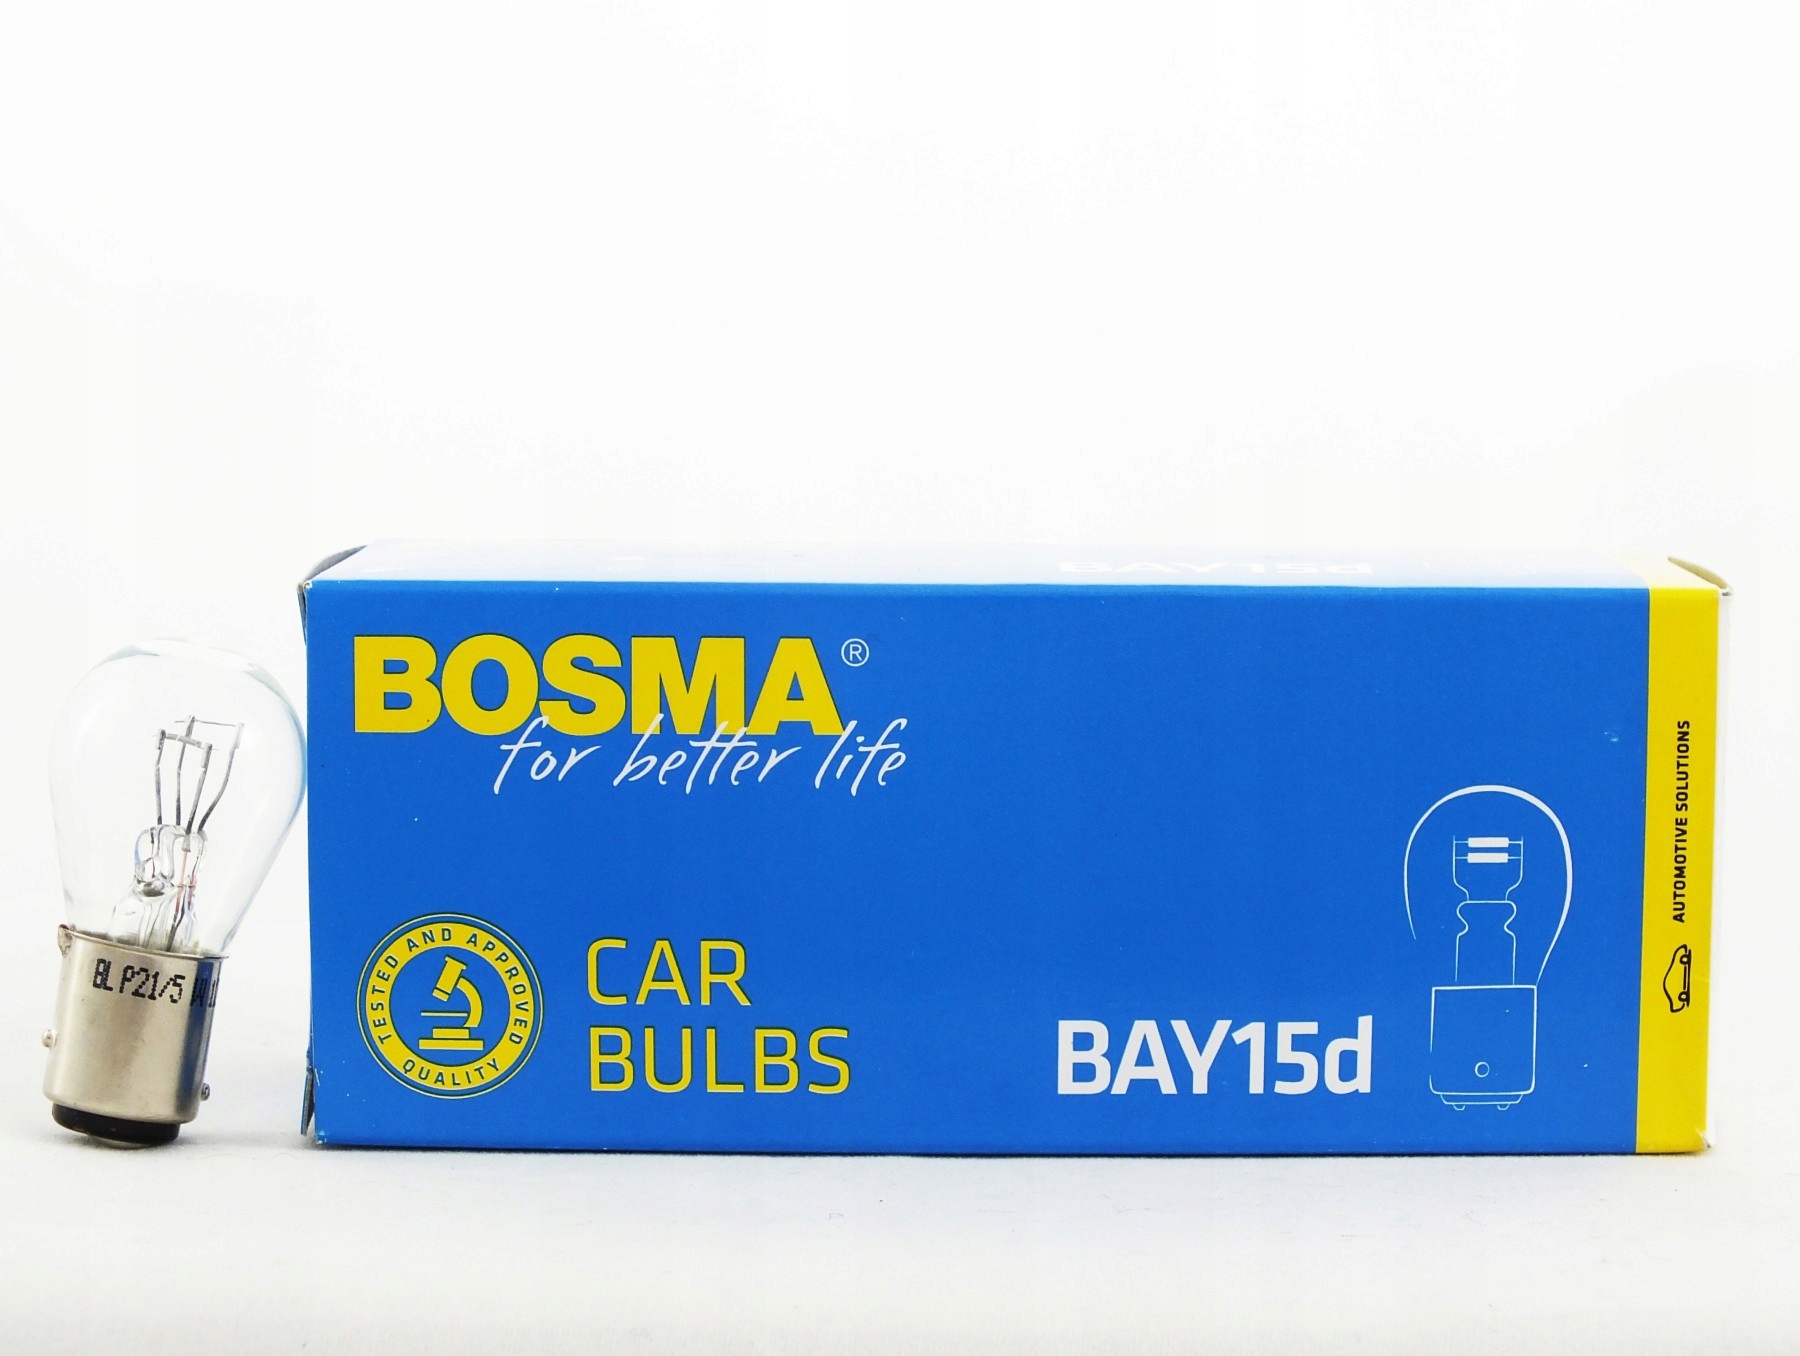 BAY15d
BOSMA®
for better life
TESTED AND APPROVED
QUALITY
CAR
BULBS
BAY15d
AUTOMOTIVE SOLUTIONS
BL P21/5